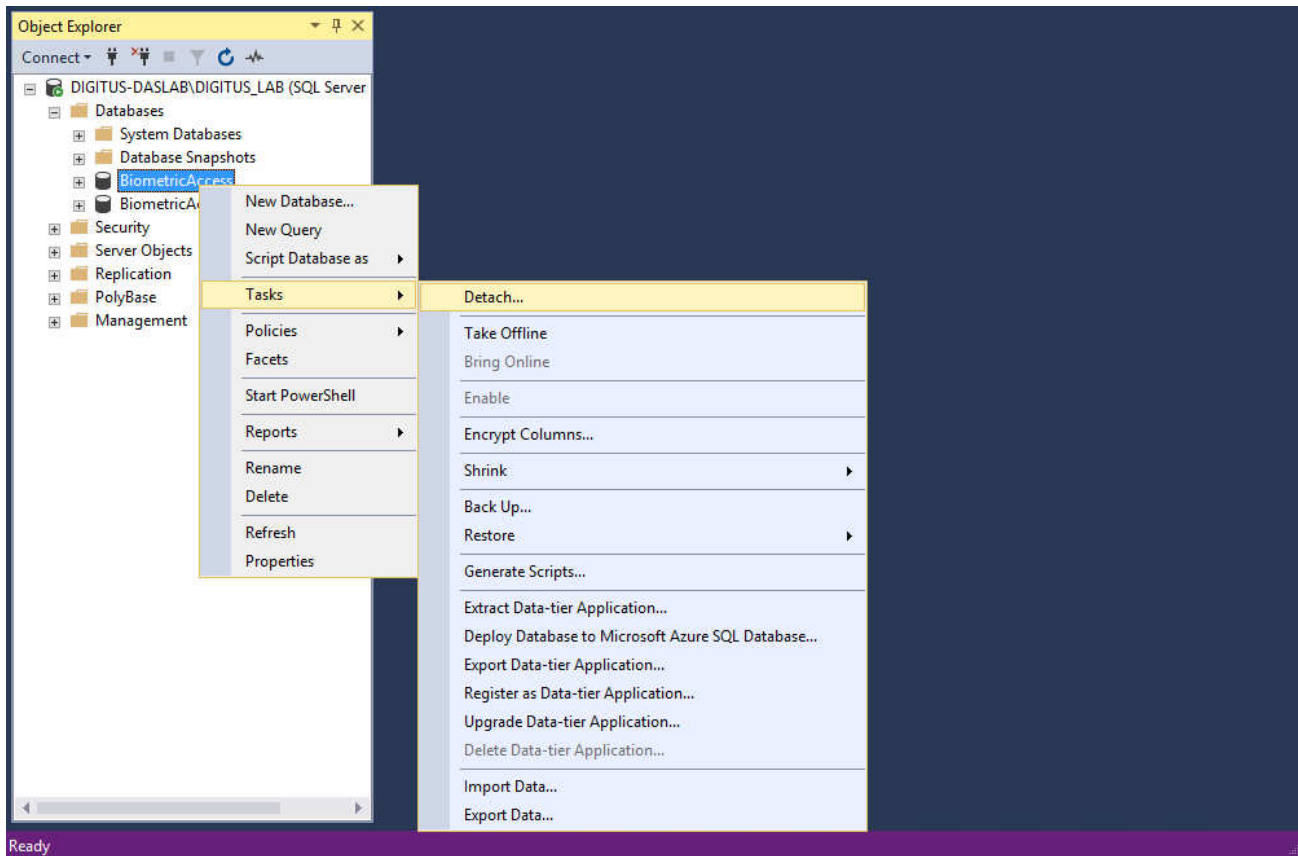 Object Explorer
Connect
DIGITUS-DASLAB\DIGITUS_LAB (SQL Server
Databases
System Databases
Database Snapshots
BiometricAccess
BiometricAc
Security
Server Objects
Replication
PolyBase
Management
New Database...
New Query
Script Database as
Tasks
Policies
Facets
Start PowerShell
Reports
Rename
Delete
Refresh
Properties
Detach...
Take Offline
Bring Online
Enable
Encrypt Columns...
Shrink
Back Up...
Restore
Generate Scripts...
Extract Data-tier Application...
Deploy Database to Microsoft Azure SQL Database...
Export Data-tier Application...
Register as Data-tier Application...
Upgrade Data-tier Application...
Delete Data-tier Application...
Import Data...
Export Data...
Ready